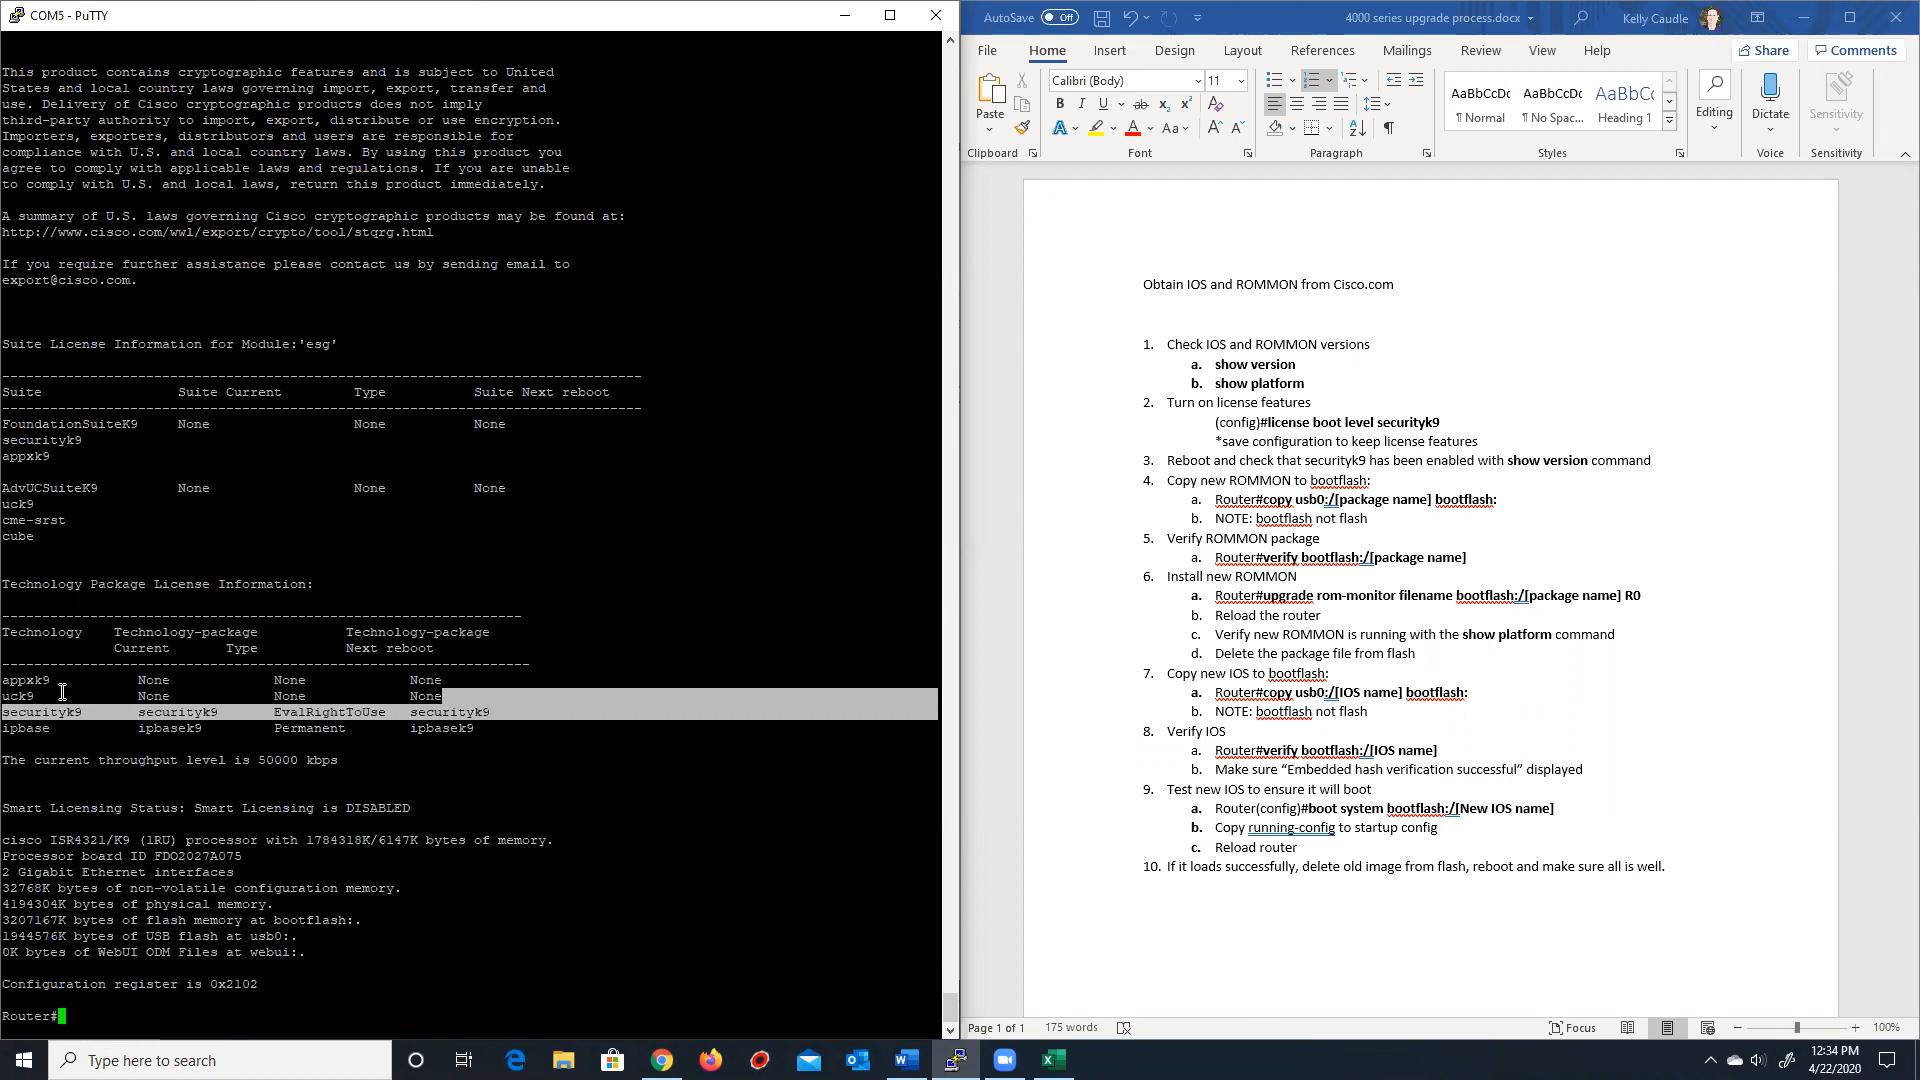 COM5 - PuTTY
This product contains cryptographic features and is subject to United
States and local country laws governing import, export, transfer and
use. Delivery of Cisco cryptographic products does not imply
third-party authority to import, export, distribute or use encryption.
Importers, exporters, distributors and users are responsible for
compliance with U.S. and local country laws. By using this product you
agree to comply with applicable laws and regulations. If you are unable
to comply with U.S. and local laws, return this product immediately.
A summary of U.S. laws governing Cisco cryptographic products may be found at:
http://www.cisco.com/wwl/export/crypto/tool/stqrg.html
If you require further assistance please contact us by sending email to
export@cisco.com.
Suite License Information for Module:'esg'
--------------------------------------------------------------------------------
Suite Suite Current Type Suite Next reboot
--------------------------------------------------------------------------------
FoundationSuiteK9 None None None
securityk9
appxk9
AdvUCSuiteK9 None None None
uck9
cme-srst
cube
Technology Package License Information:
-----------------------------------------------------------------
Technology Technology-package Technology-package
Current Type Next reboot
------------------------------------------------------------------
appxk9 None None None
uck9 None None None
securityk9 securityk9 EvalRightToUse securityk9
ipbase ipbasek9 Permanent ipbasek9
The current throughput level is 50000 kbps
Smart Licensing Status: Smart Licensing is DISABLED
cisco ISR4321/K9 (1RU) processor with 1784318K/6147K bytes of memory.
Processor board ID FDO2027A075
2 Gigabit Ethernet interfaces
32768K bytes of non-volatile configuration memory.
4194304K bytes of physical memory.
3207167K bytes of flash memory at bootflash:.
1944576K bytes of USB flash at usb0:.
0K bytes of WebUI ODM Files at webui:.
Configuration register is 0x2102
Router#
AutoSave Off 4000 series upgrade process.docx Kelly Caudle
File Home Insert Design Layout References Mailings Review View Help Share Comments
Calibri (Body) 11
AaBbCcDc AaBbCcDc AaBbCc
Paste B I U ab x₂ x² ¶ Normal ¶ No Spac... Heading 1 Editing Dictate Sensitivity
Clipboard Font Paragraph Styles Voice Sensitivity
Obtain IOS and ROMMON from Cisco.com
1. Check IOS and ROMMON versions
a. show version
b. show platform
2. Turn on license features
(config)#license boot level securityk9
*save configuration to keep license features
3. Reboot and check that securityk9 has been enabled with show version command
4. Copy new ROMMON to bootflash:
a. Router#copy usb0:/[package name] bootflash:
b. NOTE: bootflash not flash
5. Verify ROMMON package
a. Router#verify bootflash:/[package name]
6. Install new ROMMON
a. Router#upgrade rom-monitor filename bootflash:/[package name] R0
b. Reload the router
c. Verify new ROMMON is running with the show platform command
d. Delete the package file from flash
7. Copy new IOS to bootflash:
a. Router#copy usb0:/[IOS name] bootflash:
b. NOTE: bootflash not flash
8. Verify IOS
a. Router#verify bootflash:/[IOS name]
b. Make sure “Embedded hash verification successful” displayed
9. Test new IOS to ensure it will boot
a. Router(config)#boot system bootflash:/[New IOS name]
b. Copy running-config to startup config
c. Reload router
10. If it loads successfully, delete old image from flash, reboot and make sure all is well.
Page 1 of 1 175 words Focus 100%
Type here to search
12:34 PM
4/22/2020